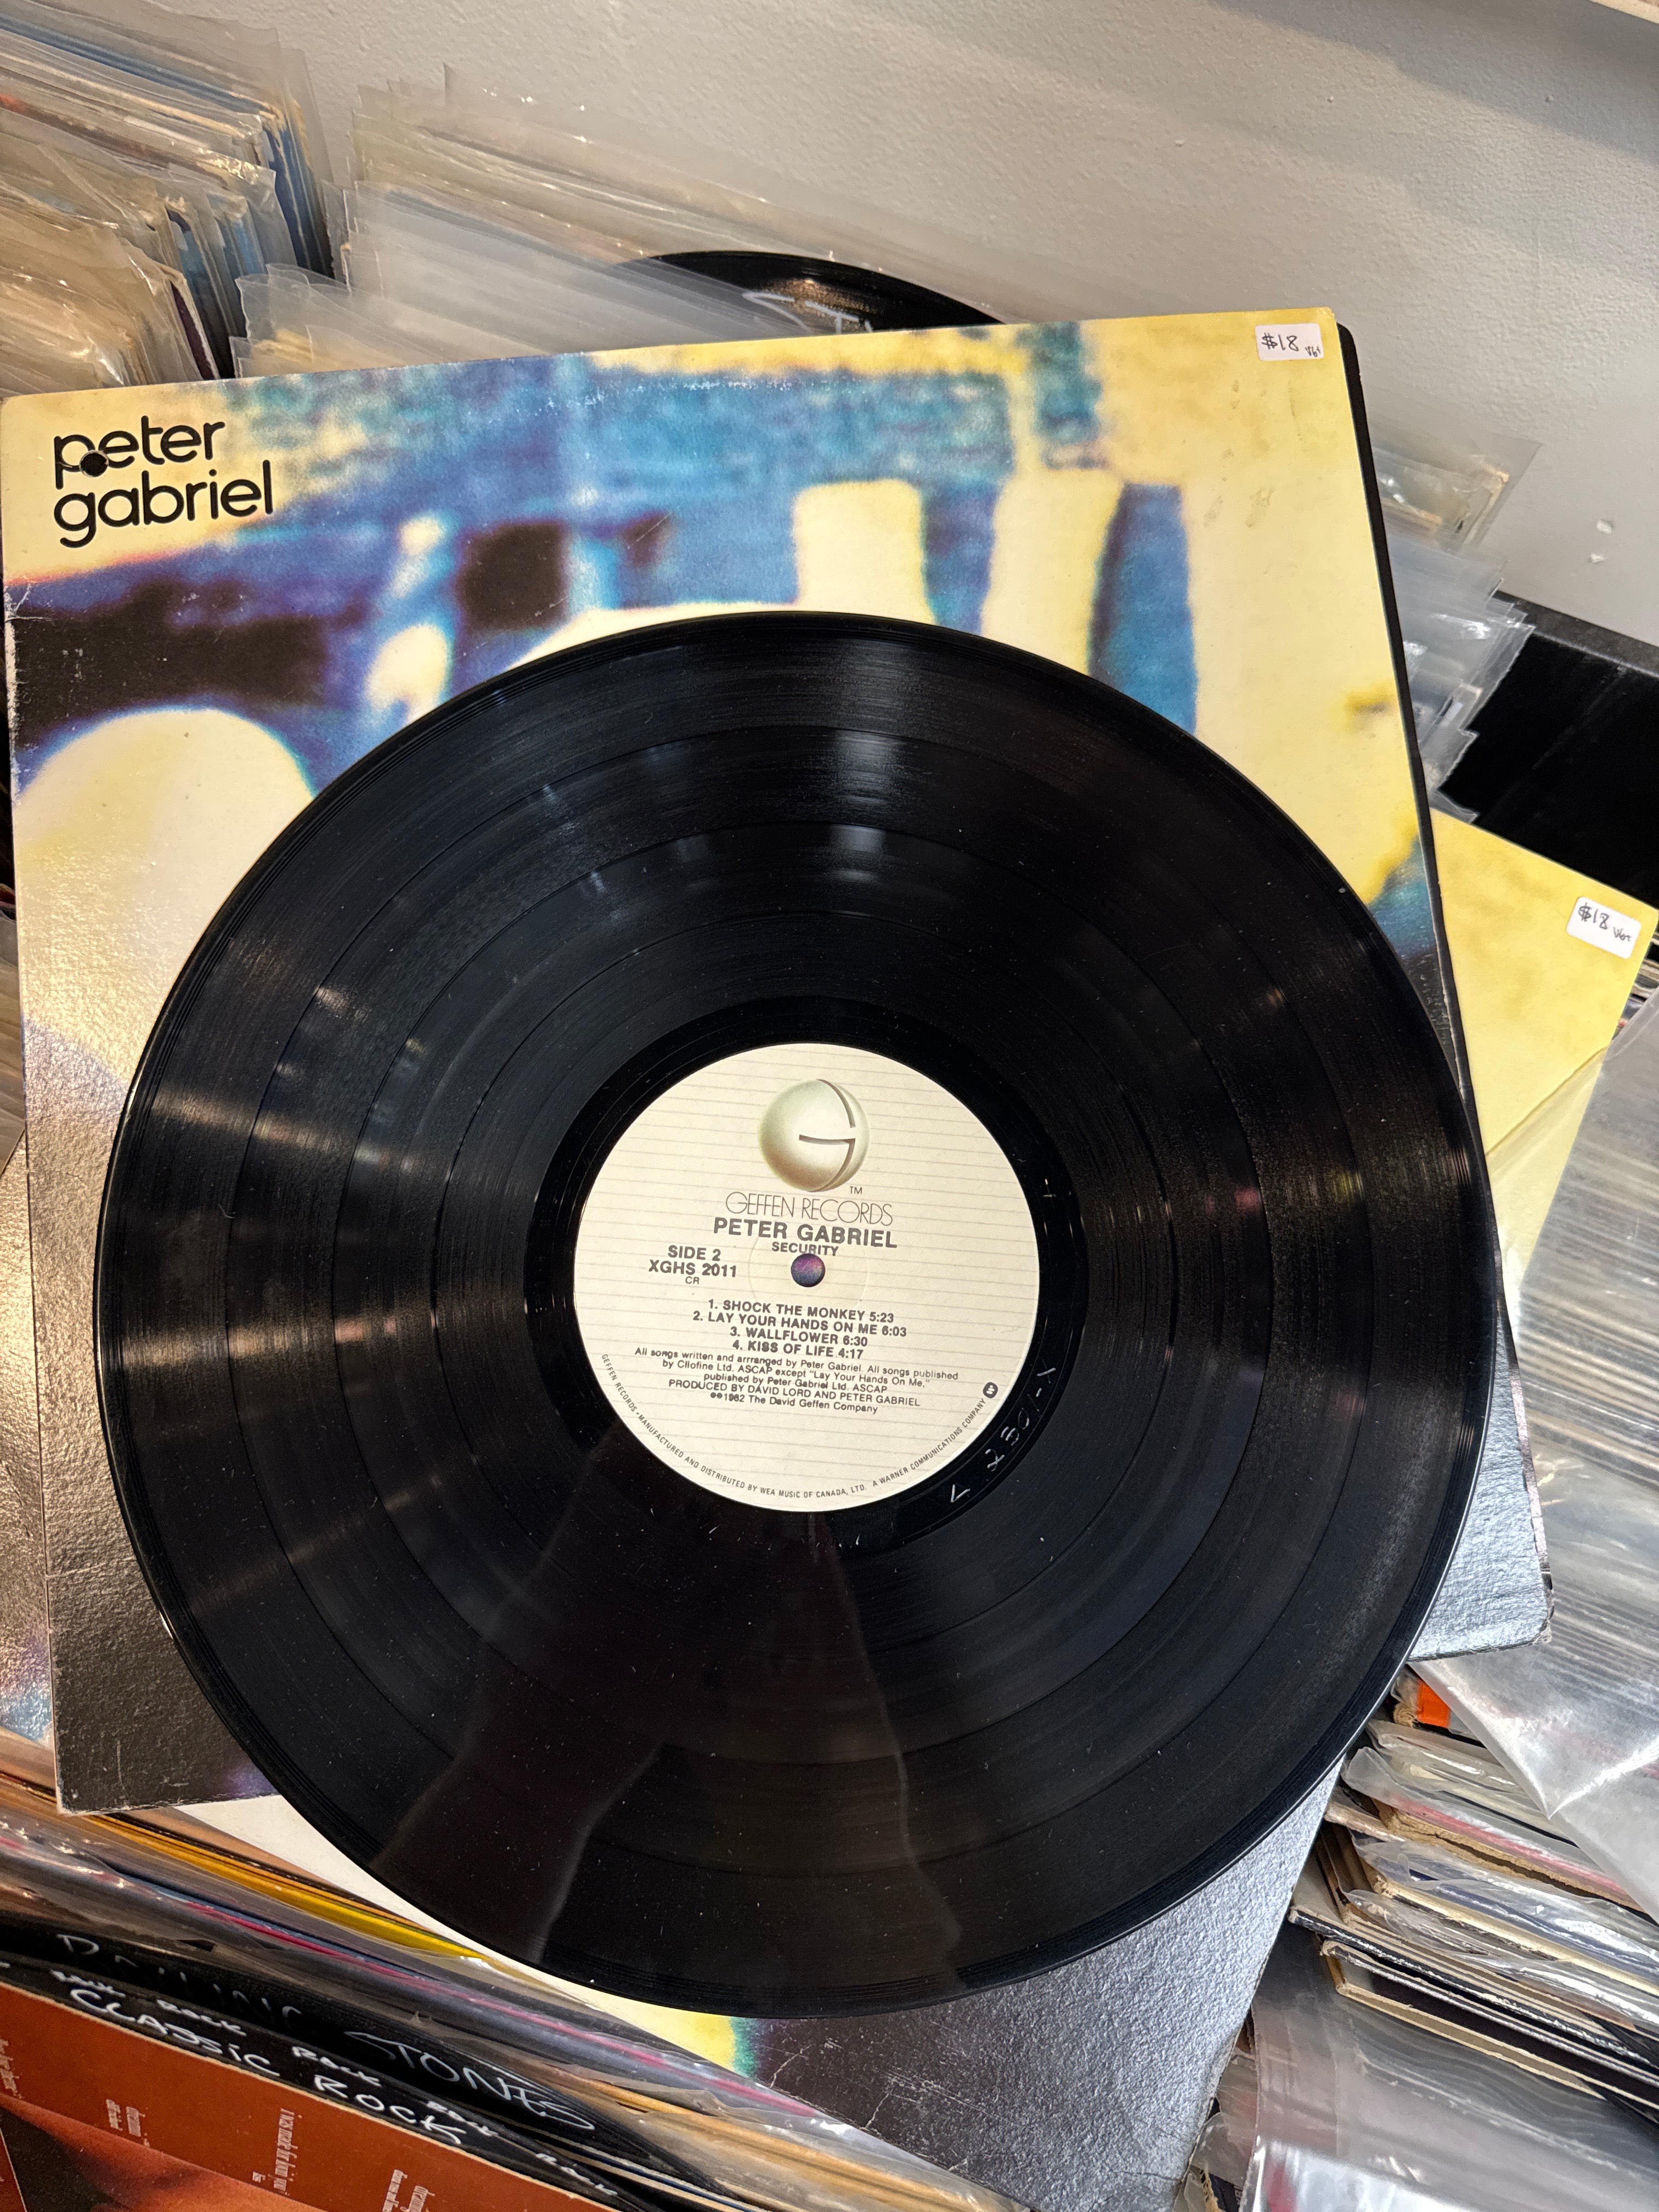 $18
peter
gabriel
$18
TM
GEFFEN RECORDS
PETER GABRIEL
SECURITY
SIDE 2
XGHS 2011
CR
1. SHOCK THE MONKEY 5:23
2. LAY YOUR HANDS ON ME 6:03
3. WALLFLOWER 6:30
4. KISS OF LIFE 4:17
All songs written and arrranged by Peter Gabriel. All songs published
by Cliofine Ltd. ASCAP except "Lay Your Hands On Me,"
published by Peter Gabriel Ltd. ASCAP
PRODUCED BY DAVID LORD AND PETER GABRIEL
℗©1982 The David Geffen Company
GEFFEN RECORDS • MANUFACTURED AND DISTRIBUTED BY WEA MUSIC OF CANADA, LTD. A WARNER COMMUNICATIONS COMPANY
STONES
CLASSIC ROCK